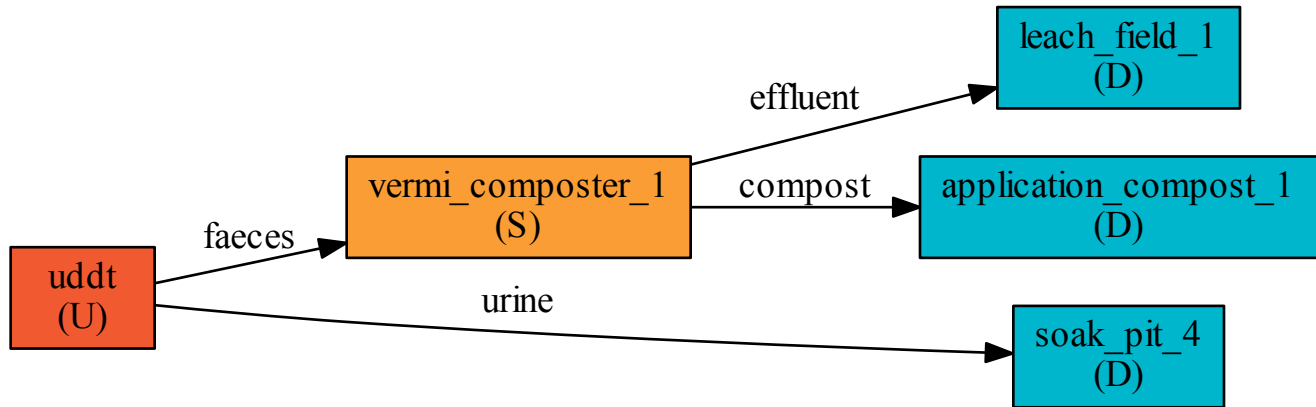 leach_field_1
(D)
effluent
vermi_composter_1
(S)
compost
application_compost_1
(D)
faeces
uddt
(U)
urine
soak_pit_4
(D)